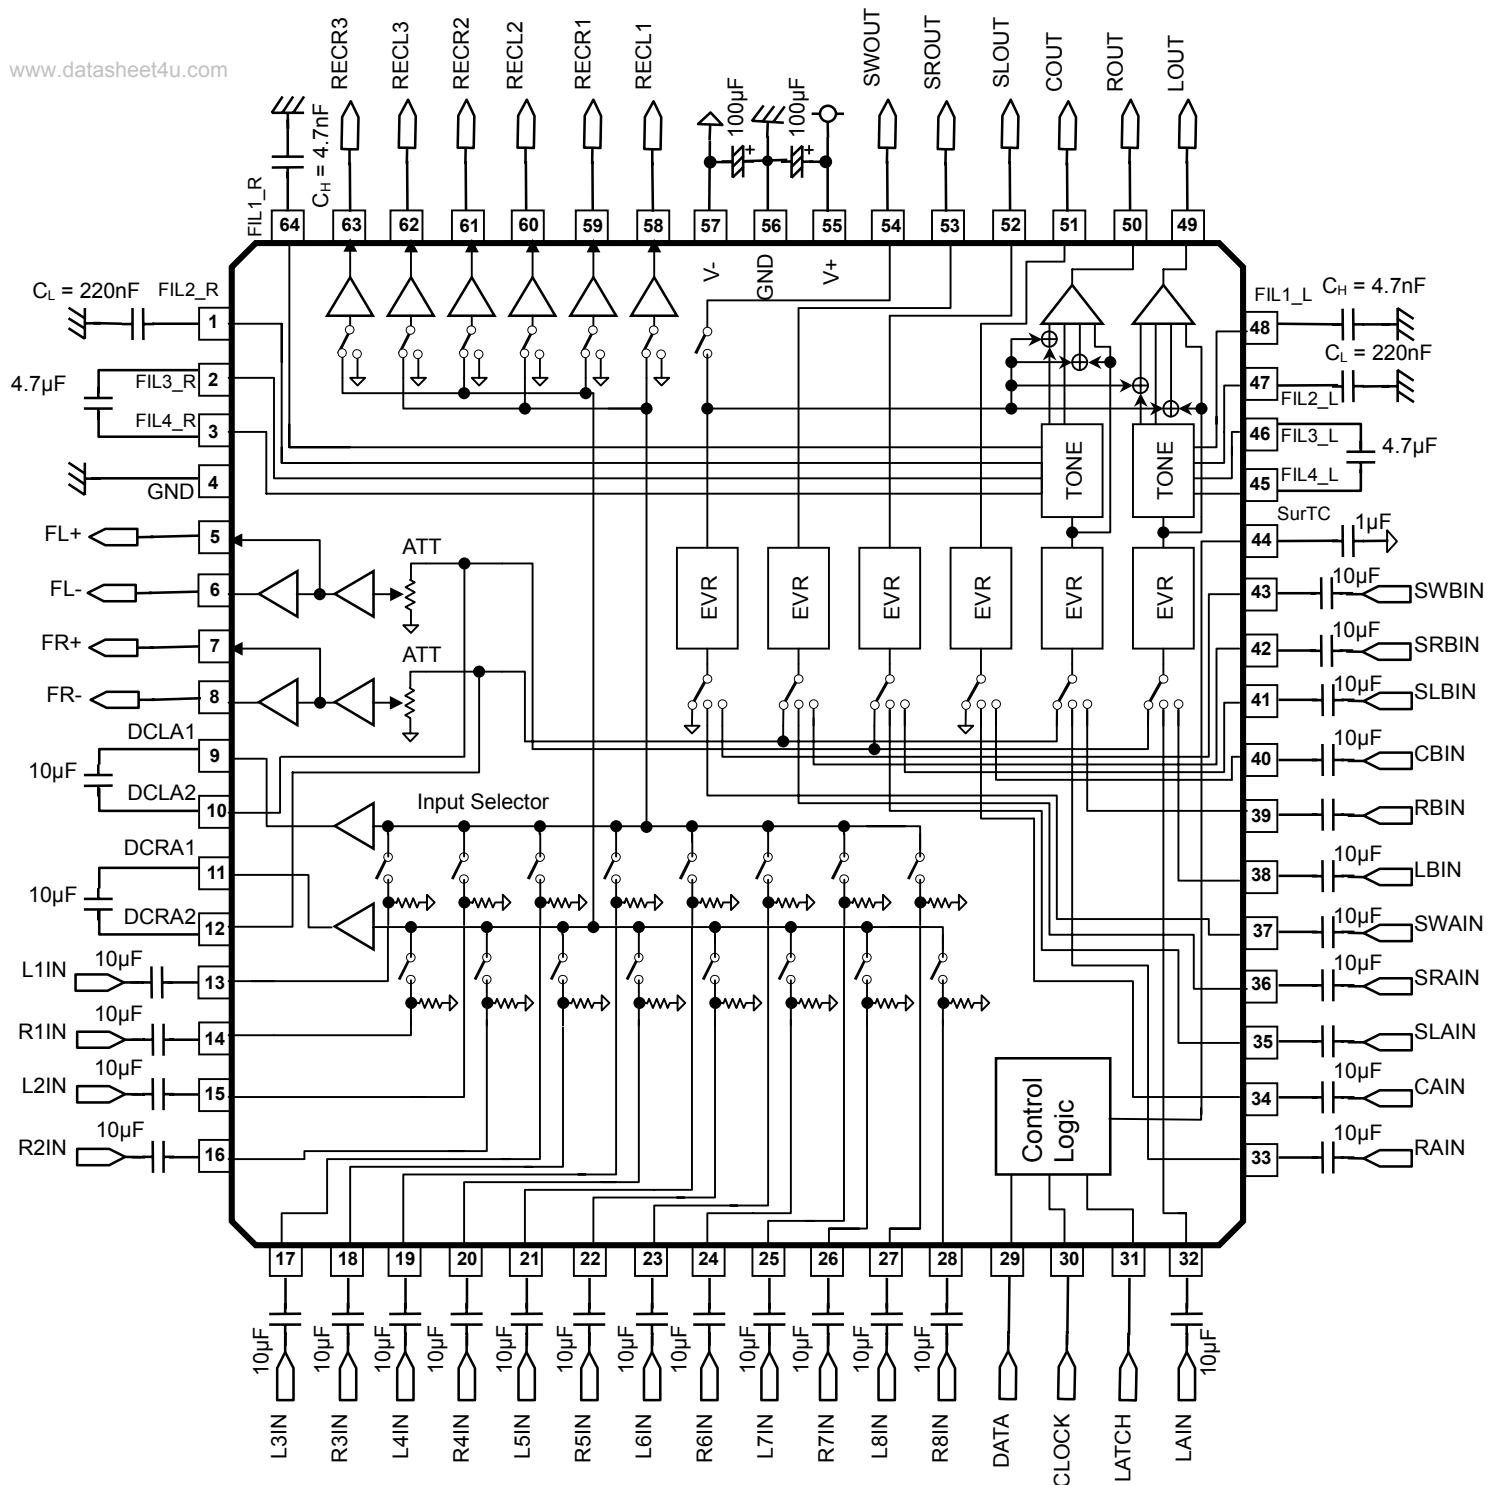 www.datasheet4u.com
RECR3
RECL3
RECR2
RECL2
RECR1
RECL1
100µF
+
100µF
+
SWOUT
SROUT
SLOUT
COUT
ROUT
LOUT
FIL1_R
CH = 4.7nF
64
63
62
61
60
59
58
57
56
55
54
53
52
51
50
49
V-
GND
V+
CL = 220nF
FIL2_R
1
4.7µF
2
FIL3_R
FIL4_R
3
4
GND
FL+
5
FL-
6
FR+
7
FR-
8
DCLA1
9
10µF
DCLA2
10
DCRA1
11
10µF
DCRA2
12
L1IN
10µF
13
R1IN
10µF
14
L2IN
10µF
15
R2IN
10µF
16
ATT
ATT
Input Selector
TONE
TONE
EVR
EVR
EVR
EVR
EVR
EVR
Control
Logic
FIL1_L
CH = 4.7nF
48
CL = 220nF
47
FIL2_L
46
FIL3_L
4.7µF
45
FIL4_L
SurTC
44
1µF
43
10µF
SWBIN
42
10µF
SRBIN
41
10µF
SLBIN
40
10µF
CBIN
39
10µF
RBIN
38
10µF
LBIN
37
10µF
SWAIN
36
10µF
SRAIN
35
10µF
SLAIN
34
10µF
CAIN
33
10µF
RAIN
17
18
19
20
21
22
23
24
25
26
27
28
29
30
31
32
10µF
10µF
10µF
10µF
10µF
10µF
10µF
10µF
10µF
10µF
10µF
10µF
10µF
L3IN
R3IN
L4IN
R4IN
L5IN
R5IN
L6IN
R6IN
L7IN
R7IN
L8IN
R8IN
DATA
CLOCK
LATCH
LAIN